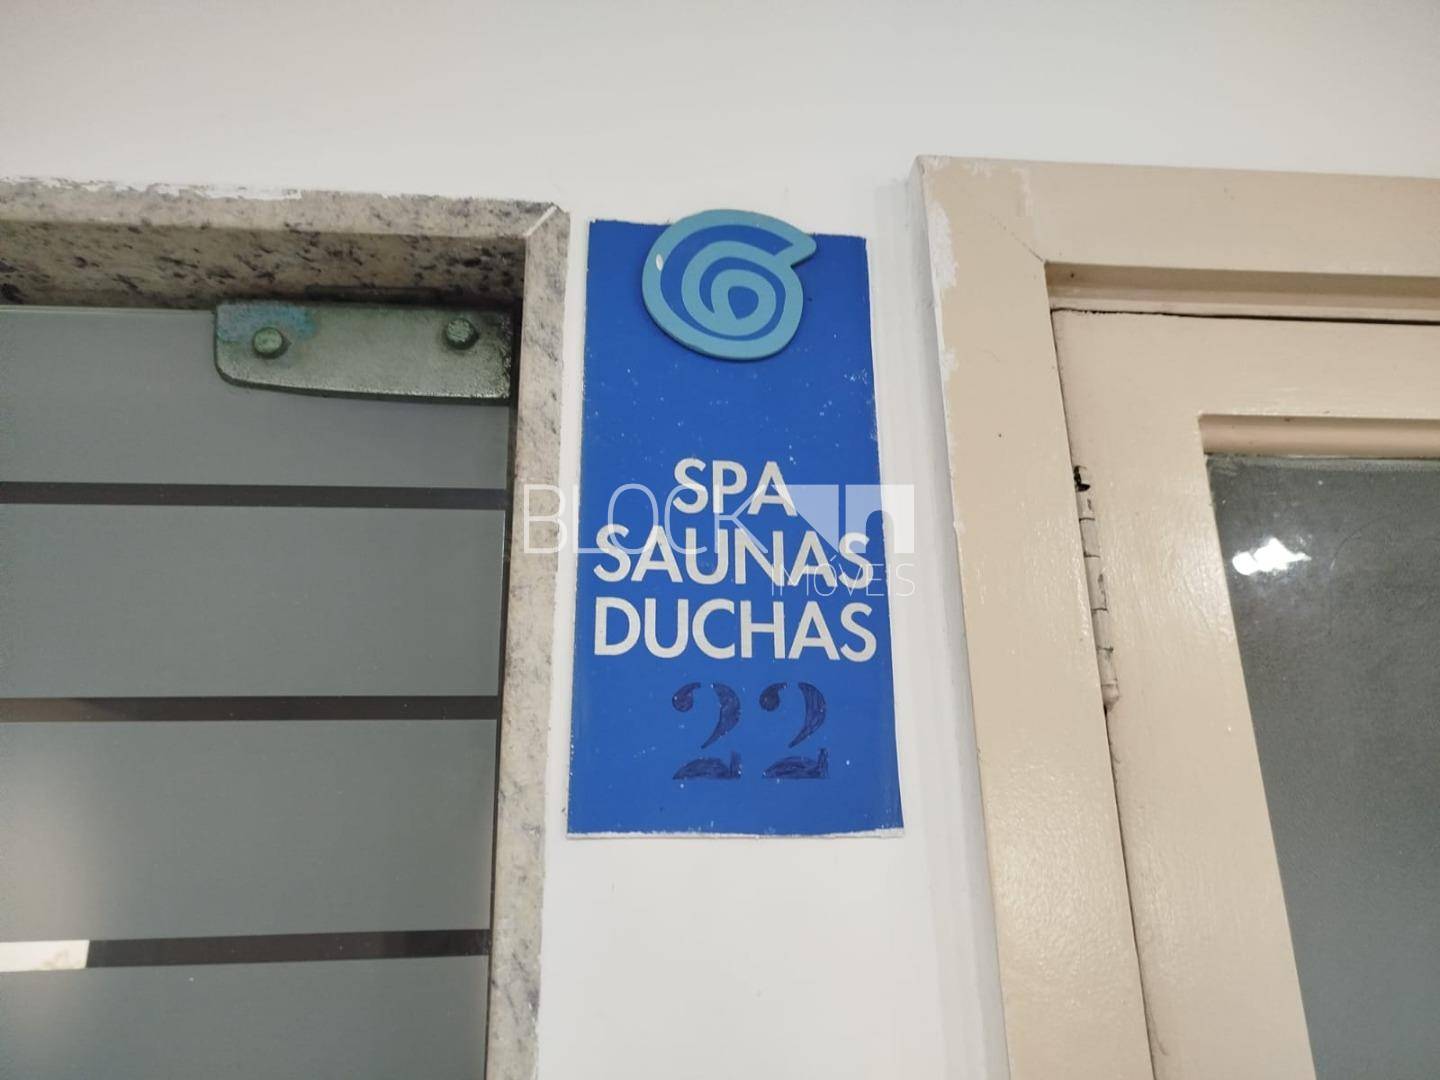 SPA
BLOCK
SAUNAS
IMÓVEIS
DUCHAS
22